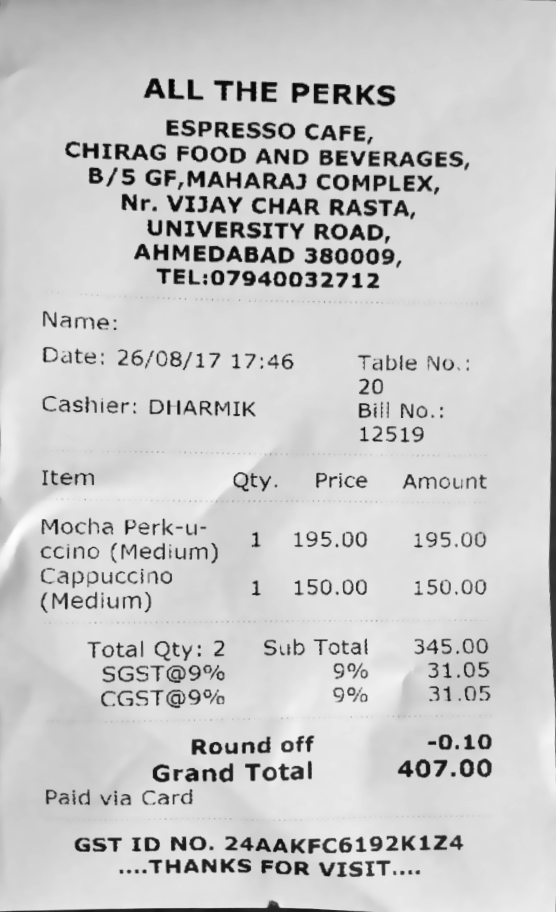 ALL THE PERKS
ESPRESSO CAFE,
CHIRAG FOOD AND BEVERAGES,
B/5 GF,MAHARAJ COMPLEX,
Nr. VIJAY CHAR RASTA,
UNIVERSITY ROAD,
AHMEDABAD 380009,
TEL:07940032712
Name:
Date: 26/08/17 17:46 Table No.:
20
Cashier: DHARMIK Bill No.:
12519
Item Qty. Price Amount
Mocha Perk-u-
ccino (Medium) 1 195.00 195.00
Cappuccino
(Medium) 1 150.00 150.00
Total Qty: 2 Sub Total 345.00
SGST@9% 9% 31.05
CGST@9% 9% 31.05
Round off -0.10
Grand Total 407.00
Paid via Card
GST ID NO. 24AAKFC6192K1Z4
....THANKS FOR VISIT....